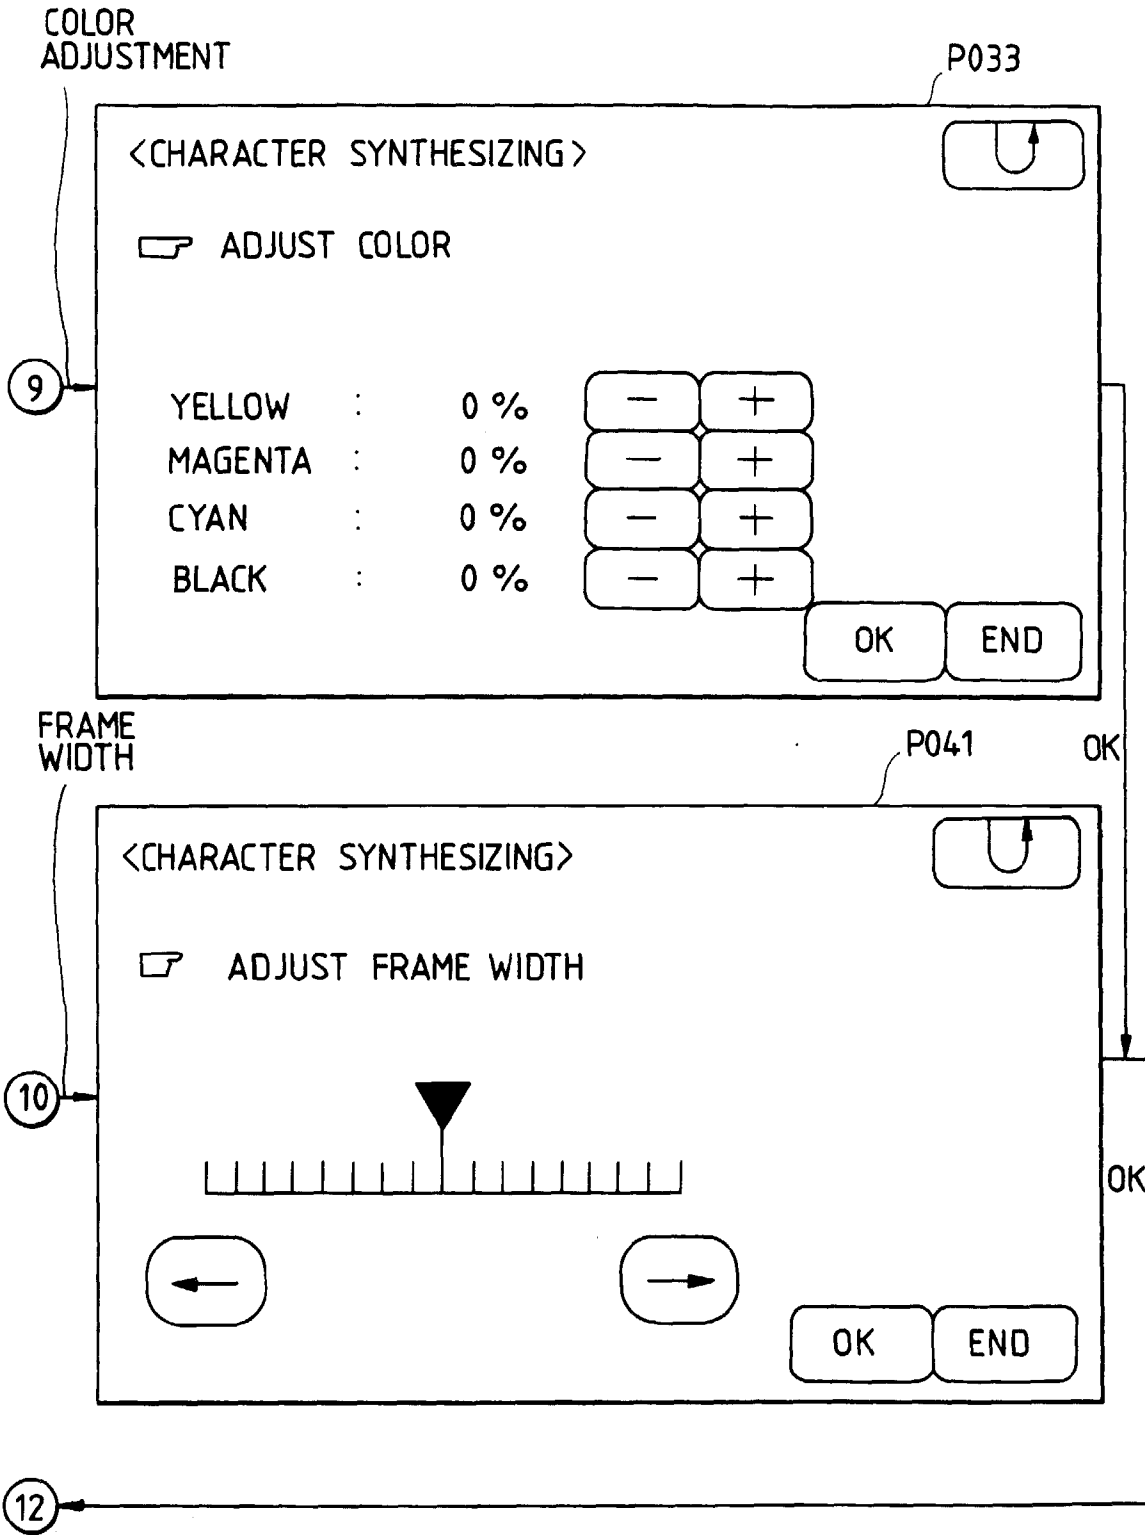 COLOR
ADJUSTMENT
P033
<CHARACTER SYNTHESIZING>
ADJUST COLOR
9
YELLOW : 0 % − +
MAGENTA : 0 % − +
CYAN : 0 % − +
BLACK : 0 % − +
OK END
FRAME
WIDTH
P041
OK
<CHARACTER SYNTHESIZING>
ADJUST FRAME WIDTH
10
OK
OK END
12